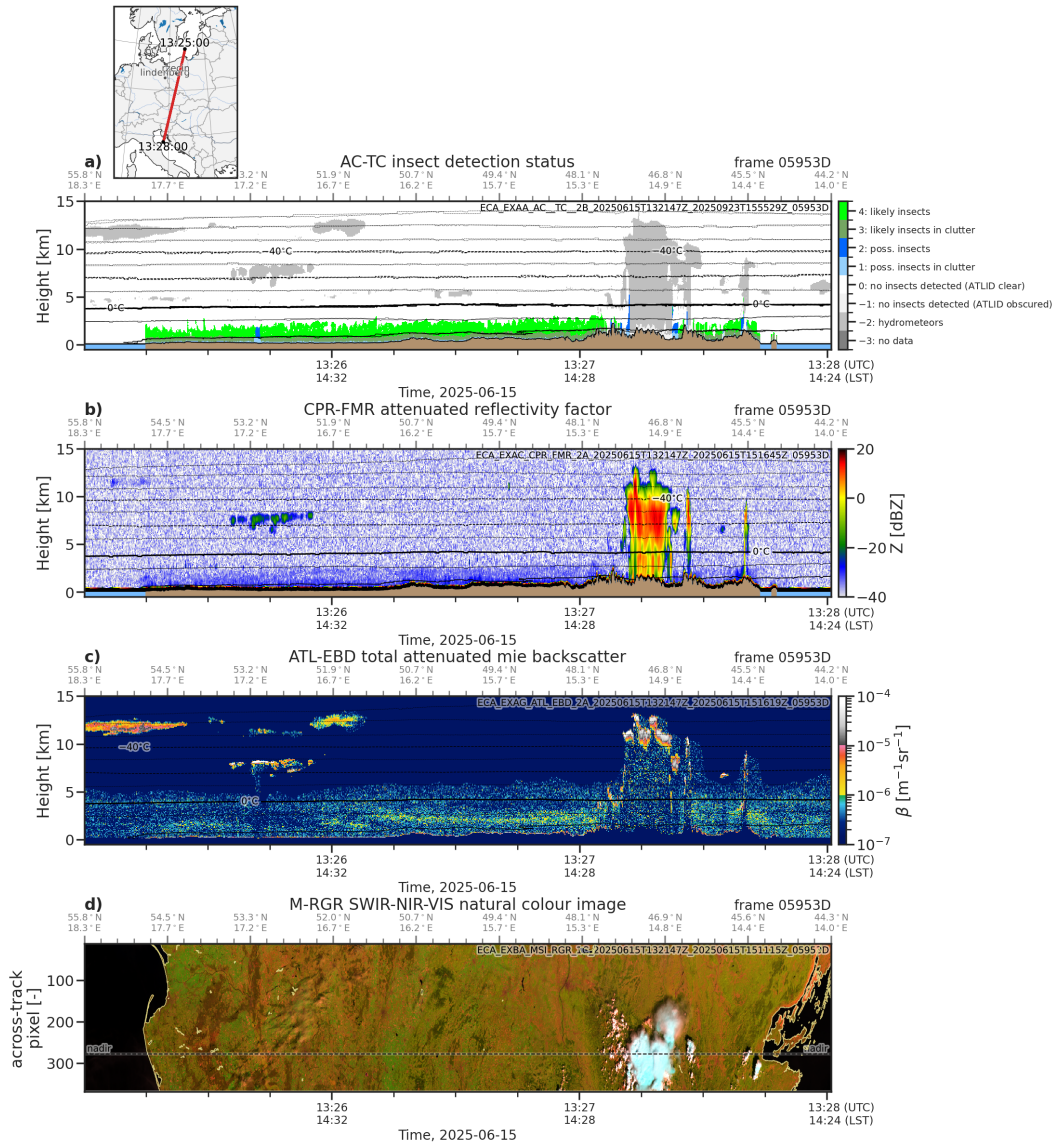 13:25:00
lindenberg
13:28:00
a) AC-TC insect detection status frame 05953D
55.8°N 54.5°N 53.2°N 51.9°N 50.7°N 49.4°N 48.1°N 46.8°N 45.5°N 44.2°N
18.3°E 17.7°E 17.2°E 16.7°E 16.2°E 15.7°E 15.3°E 14.9°E 14.4°E 14.0°E
ECA_EXAA_AC__TC__2B_20250615T132147Z_20250923T155529Z_05953D
Height [km]
15
10
5
0
−40°C −40°C
0°C 0°C
4: likely insects
3: likely insects in clutter
2: poss. insects
1: poss. insects in clutter
0: no insects detected (ATLID clear)
−1: no insects detected (ATLID obscured)
−2: hydrometeors
−3: no data
13:26 13:27 13:28 (UTC)
14:32 14:28 14:24 (LST)
Time, 2025-06-15
b) CPR-FMR attenuated reflectivity factor frame 05953D
55.8°N 54.5°N 53.2°N 51.9°N 50.7°N 49.4°N 48.1°N 46.8°N 45.5°N 44.2°N
18.3°E 17.7°E 17.2°E 16.7°E 16.2°E 15.7°E 15.3°E 14.9°E 14.4°E 14.0°E
ECA_EXAC_CPR_FMR_2A_20250615T132147Z_20250615T151645Z_05953D
Height [km]
15
10
5
0
−40°C
0°C
20
0
−20
−40
Z [dBZ]
13:26 13:27 13:28 (UTC)
14:32 14:28 14:24 (LST)
Time, 2025-06-15
c) ATL-EBD total attenuated mie backscatter frame 05953D
55.8°N 54.5°N 53.2°N 51.9°N 50.7°N 49.4°N 48.1°N 46.8°N 45.5°N 44.2°N
18.3°E 17.7°E 17.2°E 16.7°E 16.2°E 15.7°E 15.3°E 14.9°E 14.4°E 14.0°E
ECA_EXAG_ATL_EBD_2A_20250615T132147Z_20250615T151619Z_05953D
Height [km]
15
10
5
0
−40°C
0°C
10⁻⁴
10⁻⁵
10⁻⁶
10⁻⁷
β [m⁻¹sr⁻¹]
13:26 13:27 13:28 (UTC)
14:32 14:28 14:24 (LST)
Time, 2025-06-15
d) M-RGR SWIR-NIR-VIS natural colour image frame 05953D
55.8°N 54.5°N 53.3°N 52.0°N 50.7°N 49.4°N 48.1°N 46.9°N 45.6°N 44.3°N
18.3°E 17.7°E 17.2°E 16.7°E 16.2°E 15.7°E 15.3°E 14.9°E 14.4°E 14.0°E
ECA_EXBA_MSI_RGR_1C_20250615T132147Z_20250615T151115Z_05953D
across-track
pixel [-]
100
200
300
nadir nadir
13:26 13:27 13:28 (UTC)
14:32 14:28 14:24 (LST)
Time, 2025-06-15